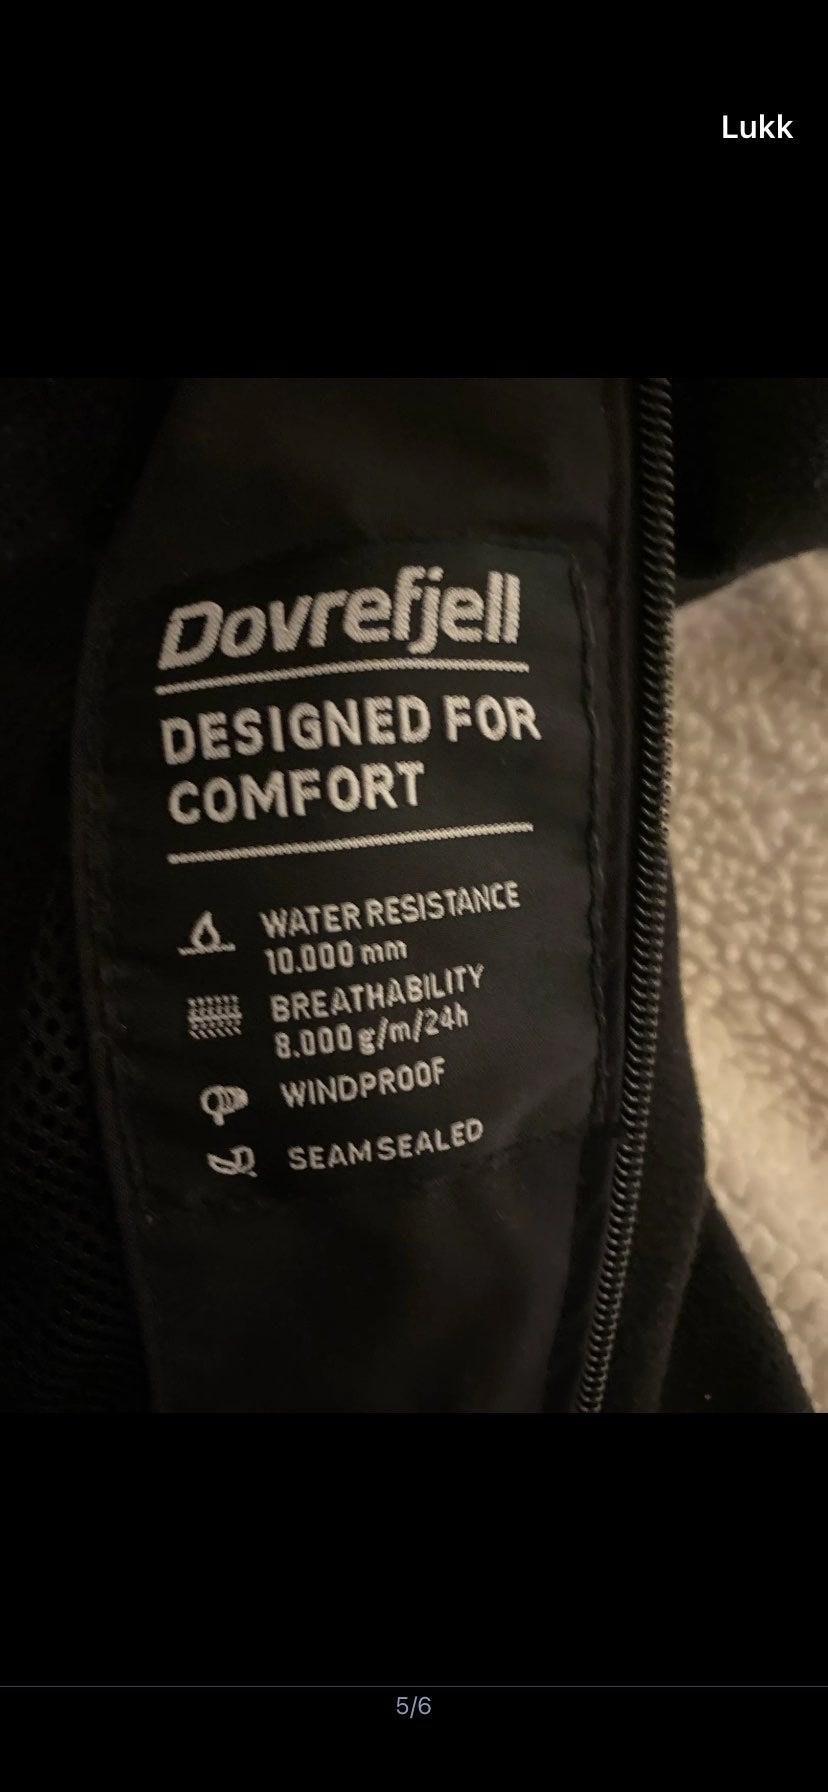 Lukk
Dovrefjell
DESIGNED FOR
COMFORT
WATER RESISTANCE
10.000 mm
BREATHABILITY
8.000 g/m/24h
WINDPROOF
SEAM SEALED
5/6